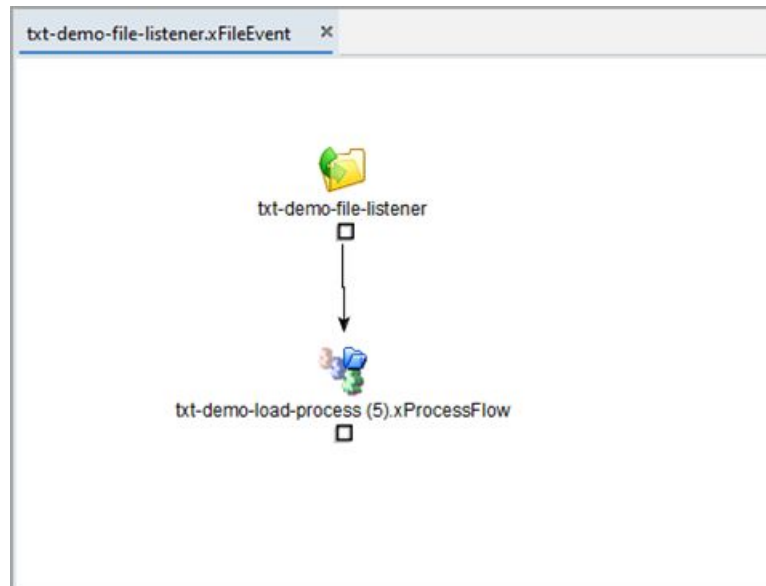 txt-demo-file-listener.xFileEvent ×
txt-demo-file-listener
txt-demo-load-process (5).xProcessFlow